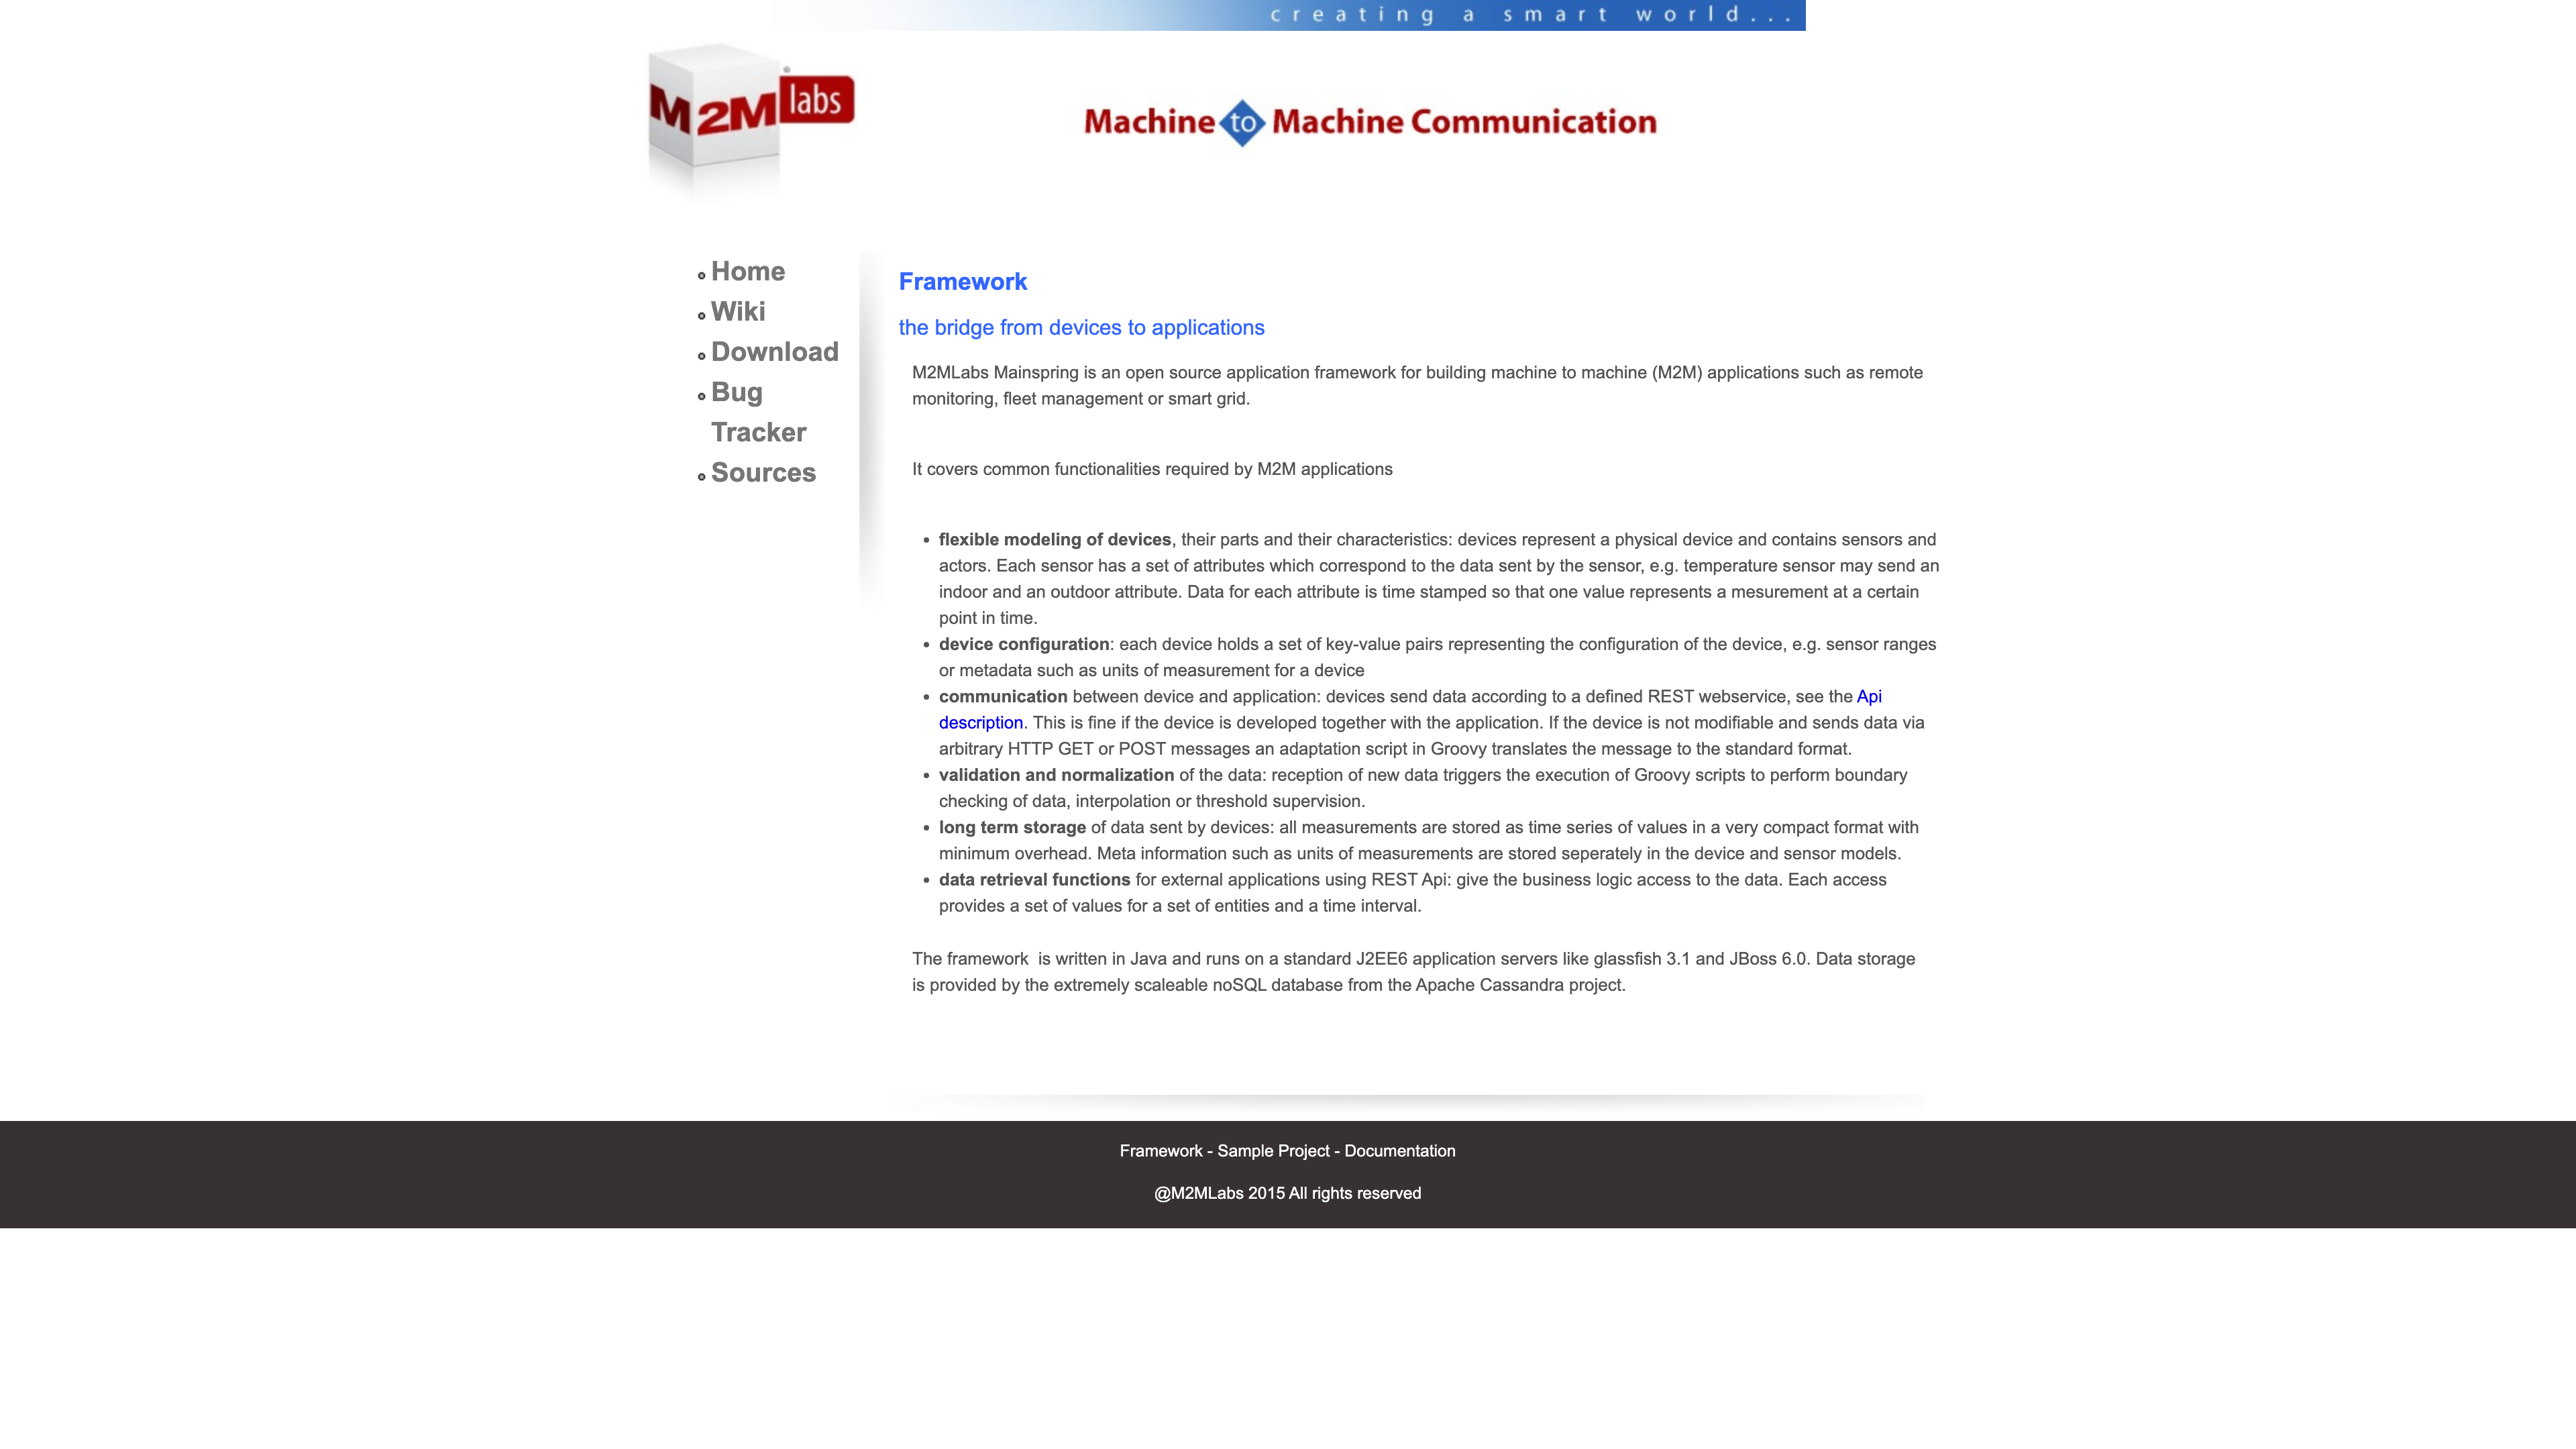 creating a smart world...
M2M labs ®
Machine to Machine Communication
Home
Wiki
Download
Bug
Tracker
Sources
Framework
the bridge from devices to applications
M2MLabs Mainspring is an open source application framework for building machine to machine (M2M) applications such as remote
monitoring, fleet management or smart grid.
It covers common functionalities required by M2M applications
flexible modeling of devices, their parts and their characteristics: devices represent a physical device and contains sensors and
actors. Each sensor has a set of attributes which correspond to the data sent by the sensor, e.g. temperature sensor may send an
indoor and an outdoor attribute. Data for each attribute is time stamped so that one value represents a mesurement at a certain
point in time.
device configuration: each device holds a set of key-value pairs representing the configuration of the device, e.g. sensor ranges
or metadata such as units of measurement for a device
communication between device and application: devices send data according to a defined REST webservice, see the Api
description. This is fine if the device is developed together with the application. If the device is not modifiable and sends data via
arbitrary HTTP GET or POST messages an adaptation script in Groovy translates the message to the standard format.
validation and normalization of the data: reception of new data triggers the execution of Groovy scripts to perform boundary
checking of data, interpolation or threshold supervision.
long term storage of data sent by devices: all measurements are stored as time series of values in a very compact format with
minimum overhead. Meta information such as units of measurements are stored seperately in the device and sensor models.
data retrieval functions for external applications using REST Api: give the business logic access to the data. Each access
provides a set of values for a set of entities and a time interval.
The framework  is written in Java and runs on a standard J2EE6 application servers like glassfish 3.1 and JBoss 6.0. Data storage
is provided by the extremely scaleable noSQL database from the Apache Cassandra project.
Framework - Sample Project - Documentation
@M2MLabs 2015 All rights reserved